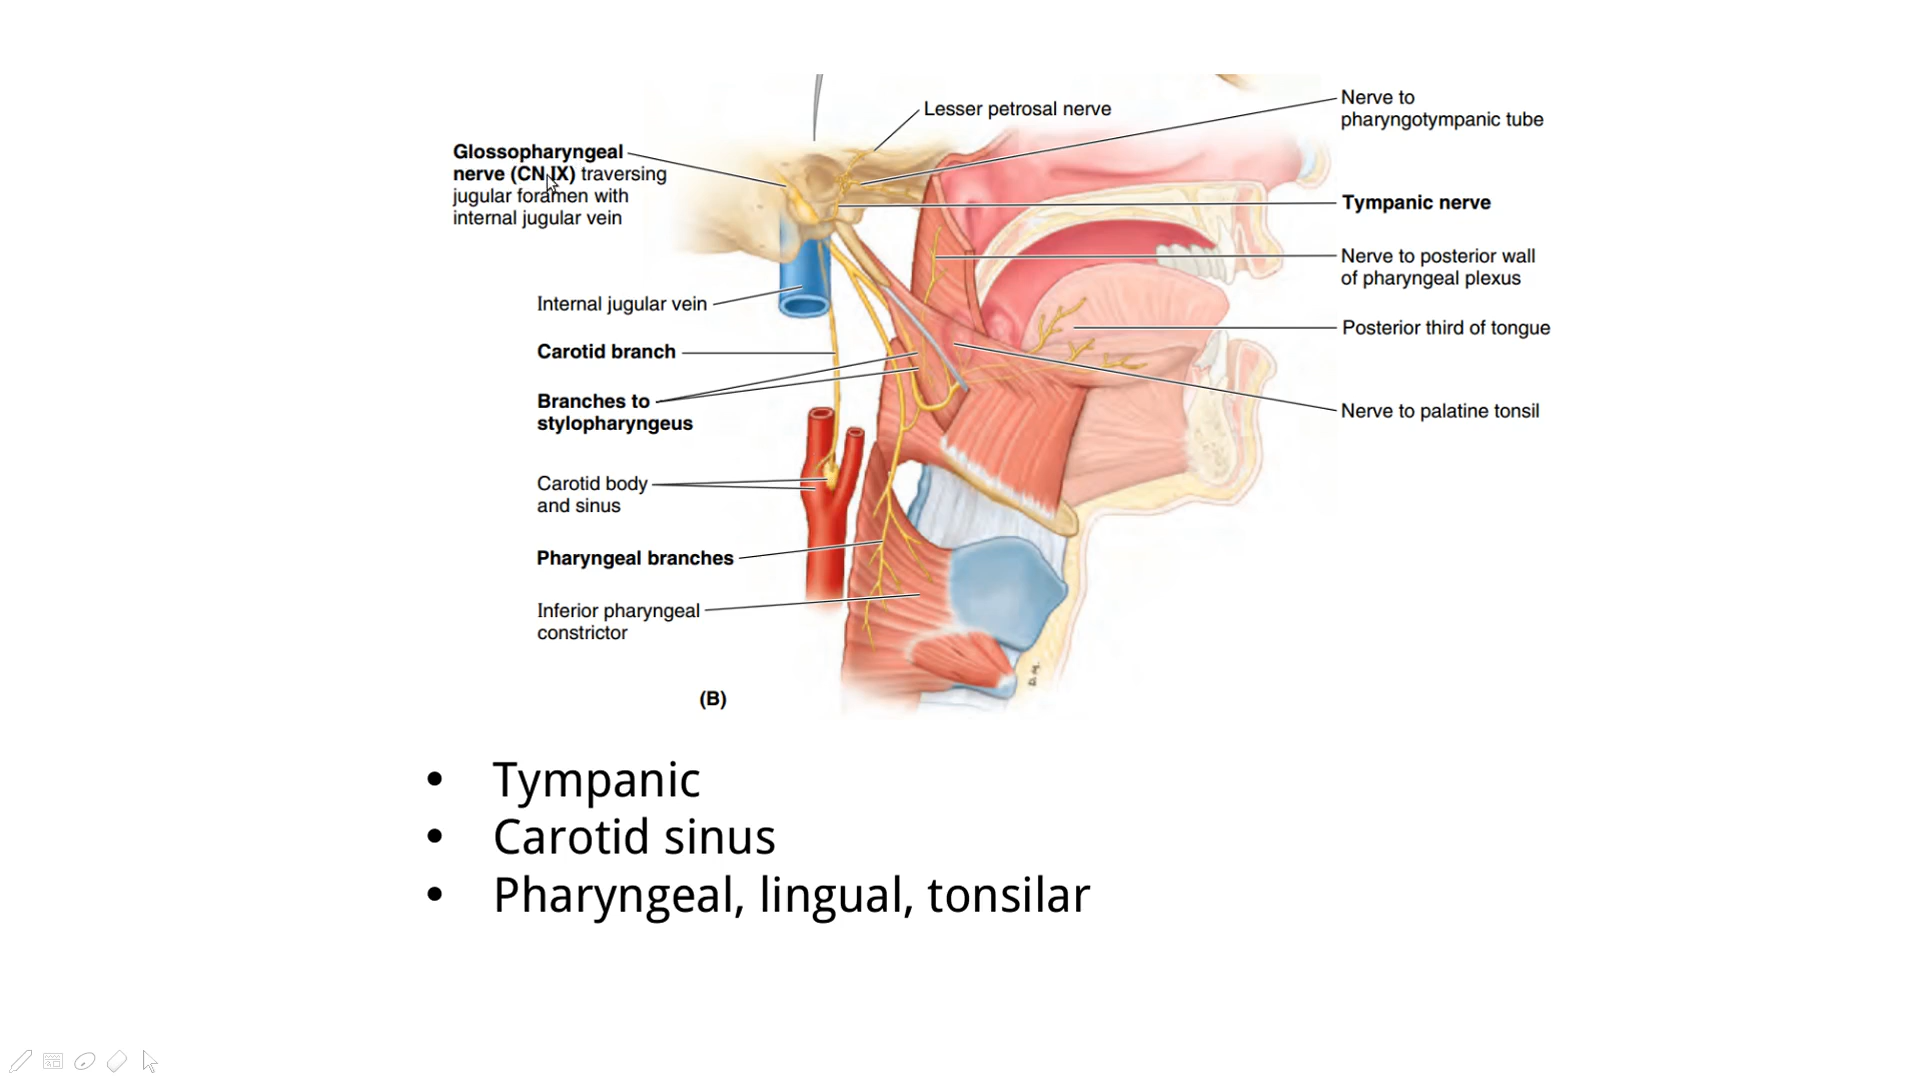 Lesser petrosal nerve
Nerve to
pharyngotympanic tube
Glossopharyngeal
nerve (CN IX) traversing
jugular foramen with
internal jugular vein
Tympanic nerve
Nerve to posterior wall
of pharyngeal plexus
Internal jugular vein
Posterior third of tongue
Carotid branch
Branches to
stylopharyngeus
Nerve to palatine tonsil
Carotid body
and sinus
Pharyngeal branches
Inferior pharyngeal
constrictor
(B)
• Tympanic
• Carotid sinus
• Pharyngeal, lingual, tonsilar